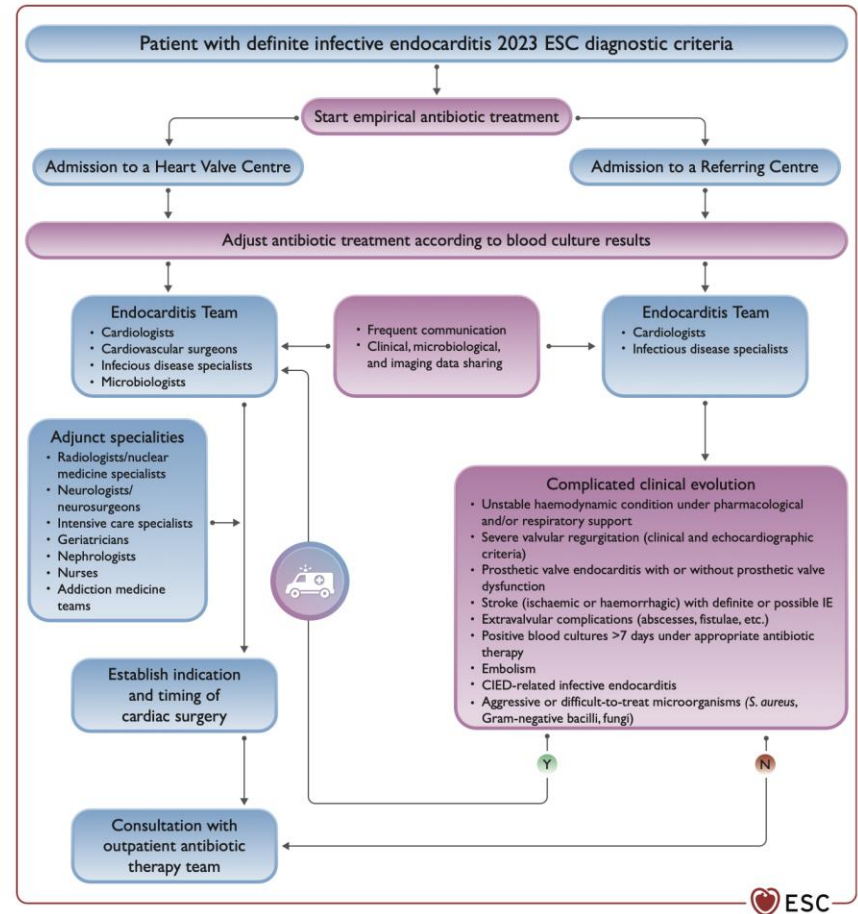 Patient with definite infective endocarditis 2023 ESC diagnostic criteria
Start empirical antibiotic treatment
Admission to a Heart Valve Centre
Admission to a Referring Centre
Adjust antibiotic treatment according to blood culture results
Endocarditis Team
• Cardiologists
• Cardiovascular surgeons
• Infecious disease specialists
• Microbiologists
• Frequent communication
• Clinical, microbiological,
and imaging data sharing
Endocarditis Team
• Cardiologists
• Infectious disease specialists
Adjunct specialities
• Radiologists/nuclear
medicine specialists
• Neurologists/
neurosurgeons
• Intensive care specialists
• Geriatricians
• Nephrologists
• Nurses
• Addiction medicine
teams
Complicated clinical evolution
• Unstable haemodynamic condition under pharmacological
and/or respiratory support
• Severe valvular regurgitation (clinical and echocardiographic
criteria)
• Prosthetic valve endocarditis with or without prosthetic valve
dysfunction
• Stroke (ischaemic or haemorrhagic) with definite or possible IE
• Extravalvular complications (abscesses, fistulae, etc.)
• Positive blood cultures >7 days under appropriate antibiotic
therapy
• Embolism
• CIED-related infective endocarditis
• Aggressive or difficult-to-treat microorganisms (S. aureus,
Gram-negative bacilli, fungi)
Establish indication
and timing of
cardiac surgery
Y
N
Consultation with
outpatient antibiotic
therapy team
ESC